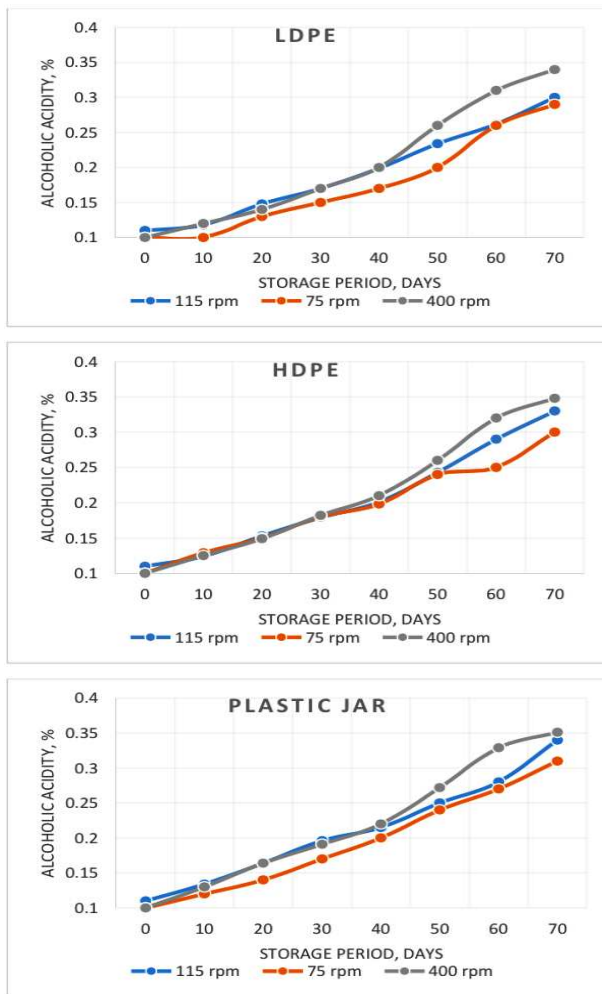 LDPE
ALCOHOLIC ACIDITY, %
0.4
0.35
0.3
0.25
0.2
0.15
0.1
0 10 20 30 40 50 60 70
STORAGE PERIOD, DAYS
115 rpm 75 rpm 400 rpm
HDPE
ALCOHOLIC ACIDITY, %
0.4
0.35
0.3
0.25
0.2
0.15
0.1
0 10 20 30 40 50 60 70
STORAGE PERIOD, DAYS
115 rpm 75 rpm 400 rpm
PLASTIC JAR
ALCOHOLIC ACIDITY, %
0.4
0.35
0.3
0.25
0.2
0.15
0.1
0 10 20 30 40 50 60 70
STORAGE PERIOD, DAYS
115 rpm 75 rpm 400 rpm